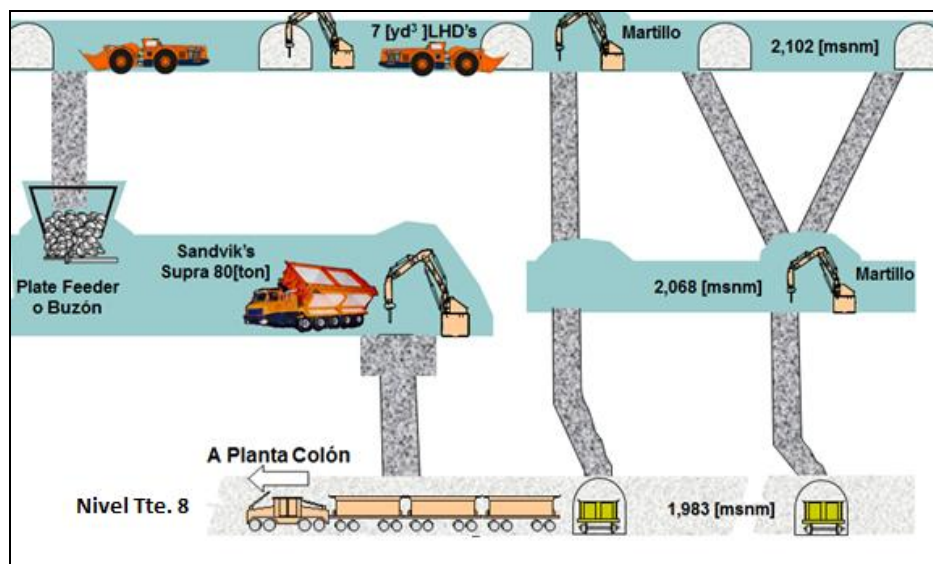 7 [yd³ ]LHD's
Martillo
2,102 [msnm]
Sandvik's
Supra 80[ton]
Plate Feeder
o Buzón
2,068 [msnm]
Martillo
A Planta Colón
Nivel Tte. 8
1,983 [msnm]